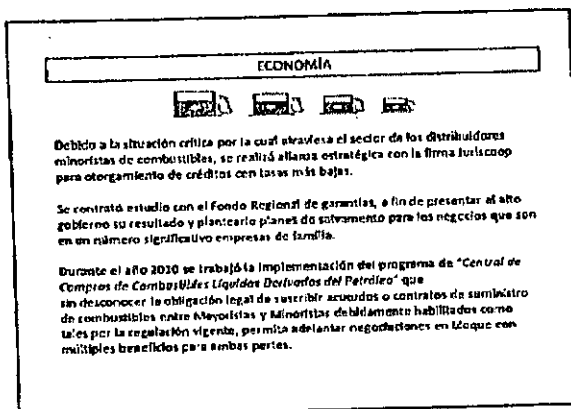 ECONOMÍA
Debido a la situación crítica por la cual atraviesa el sector de los distribuidores
minoristas de combustibles, se realizó alianza estratégica con la firma Juriscoop
para otorgamiento de créditos con tasas más bajas.
Se contrató estudio con el Fondo Regional de garantías, a fin de presentar al alto
gobierno su resultado y plantearlo planes de salvamento para los negocios que son
en un número significativo empresas de familia.
Durante el año 2010 se trabajó la implementación del programa de "Central de
Compras de Combustibles Líquidos Derivados del Petróleo" que
sin desconocer la obligación legal de suscribir acuerdos o contratos de suministro
de combustibles entre Mayoristas y Minoristas debidamente habilitados como
tales por la regulación vigente, permita adelantar negociaciones en bloque con
múltiples beneficios para ambas partes.